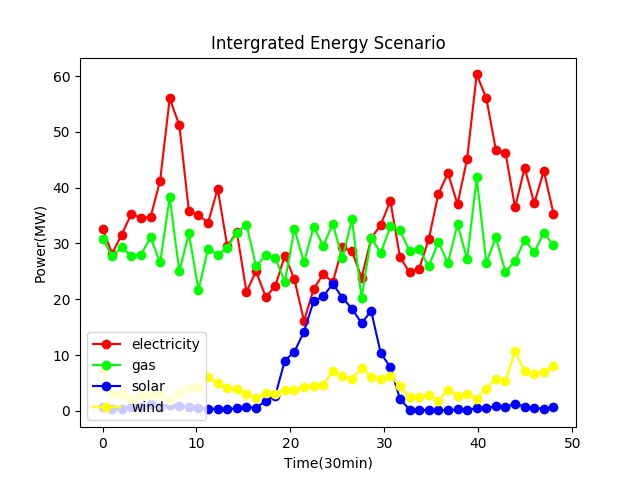 Intergrated Energy Scenario
Power(MW)
60
50
40
30
20
10
0
electricity
gas
solar
wind
0 10 20 30 40 50
Time(30min)